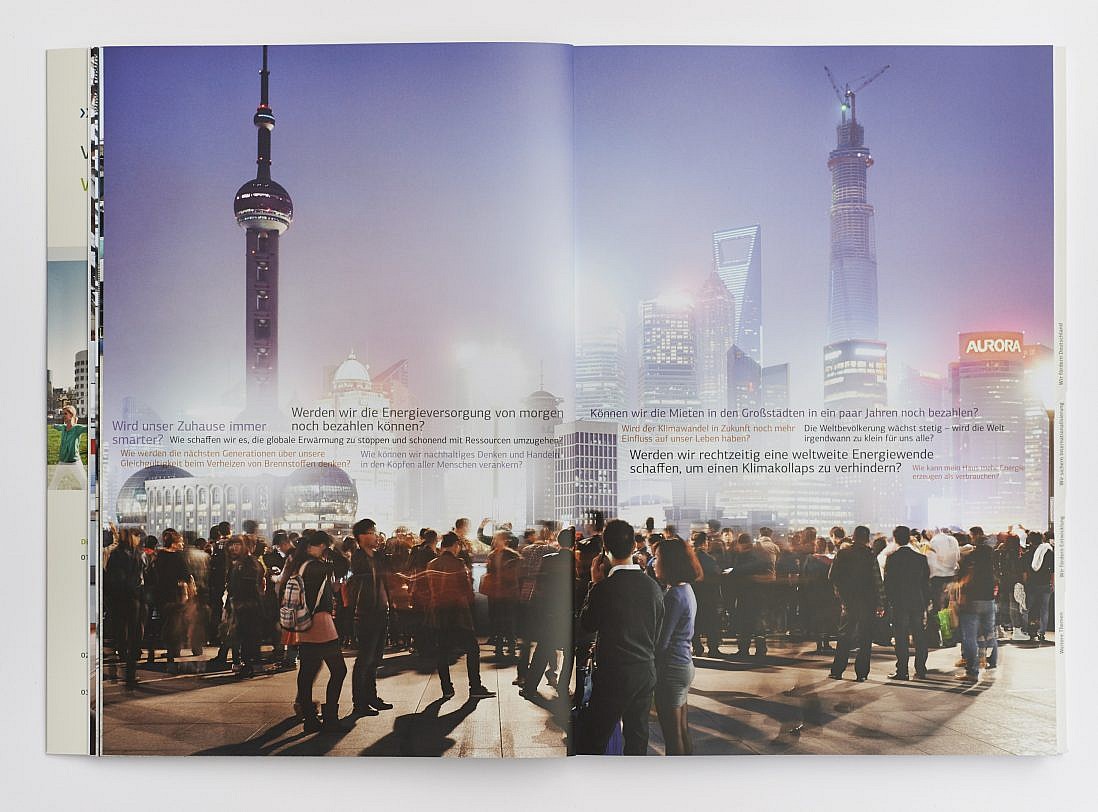 AURORA
Werden wir die Energieversorgung von morgen
noch bezahlen können?
Wird unser Zuhause immer
smarter?
Wie schaffen wir es, die globale Erwärmung zu stoppen und schonend mit Ressourcen umzugehen?
Wie werden die nächsten Generationen über unsere
Gleichmütigkeit beim Verheizen von Brennstoffen denken?
Wie können wir nachhaltiges Denken und Handeln
in den Köpfen aller Menschen verankern?
Können wir die Mieten in den Großstädten in ein paar Jahren noch bezahlen?
Wird der Klimawandel in Zukunft noch mehr
Einfluss auf unser Leben haben?
Die Weltbevölkerung wächst stetig – wird die Welt
irgendwann zu klein für uns alle?
Werden wir rechtzeitig eine weltweite Energiewende
schaffen, um einen Klimakollaps zu verhindern?
Wie kann mein Haus mehr Energie
erzeugen als verbrauchen?
Wir fördern Deutschland
Wir sichern Internationalisierung
Wir fördern Entwicklung
Weitere Themen
02
03